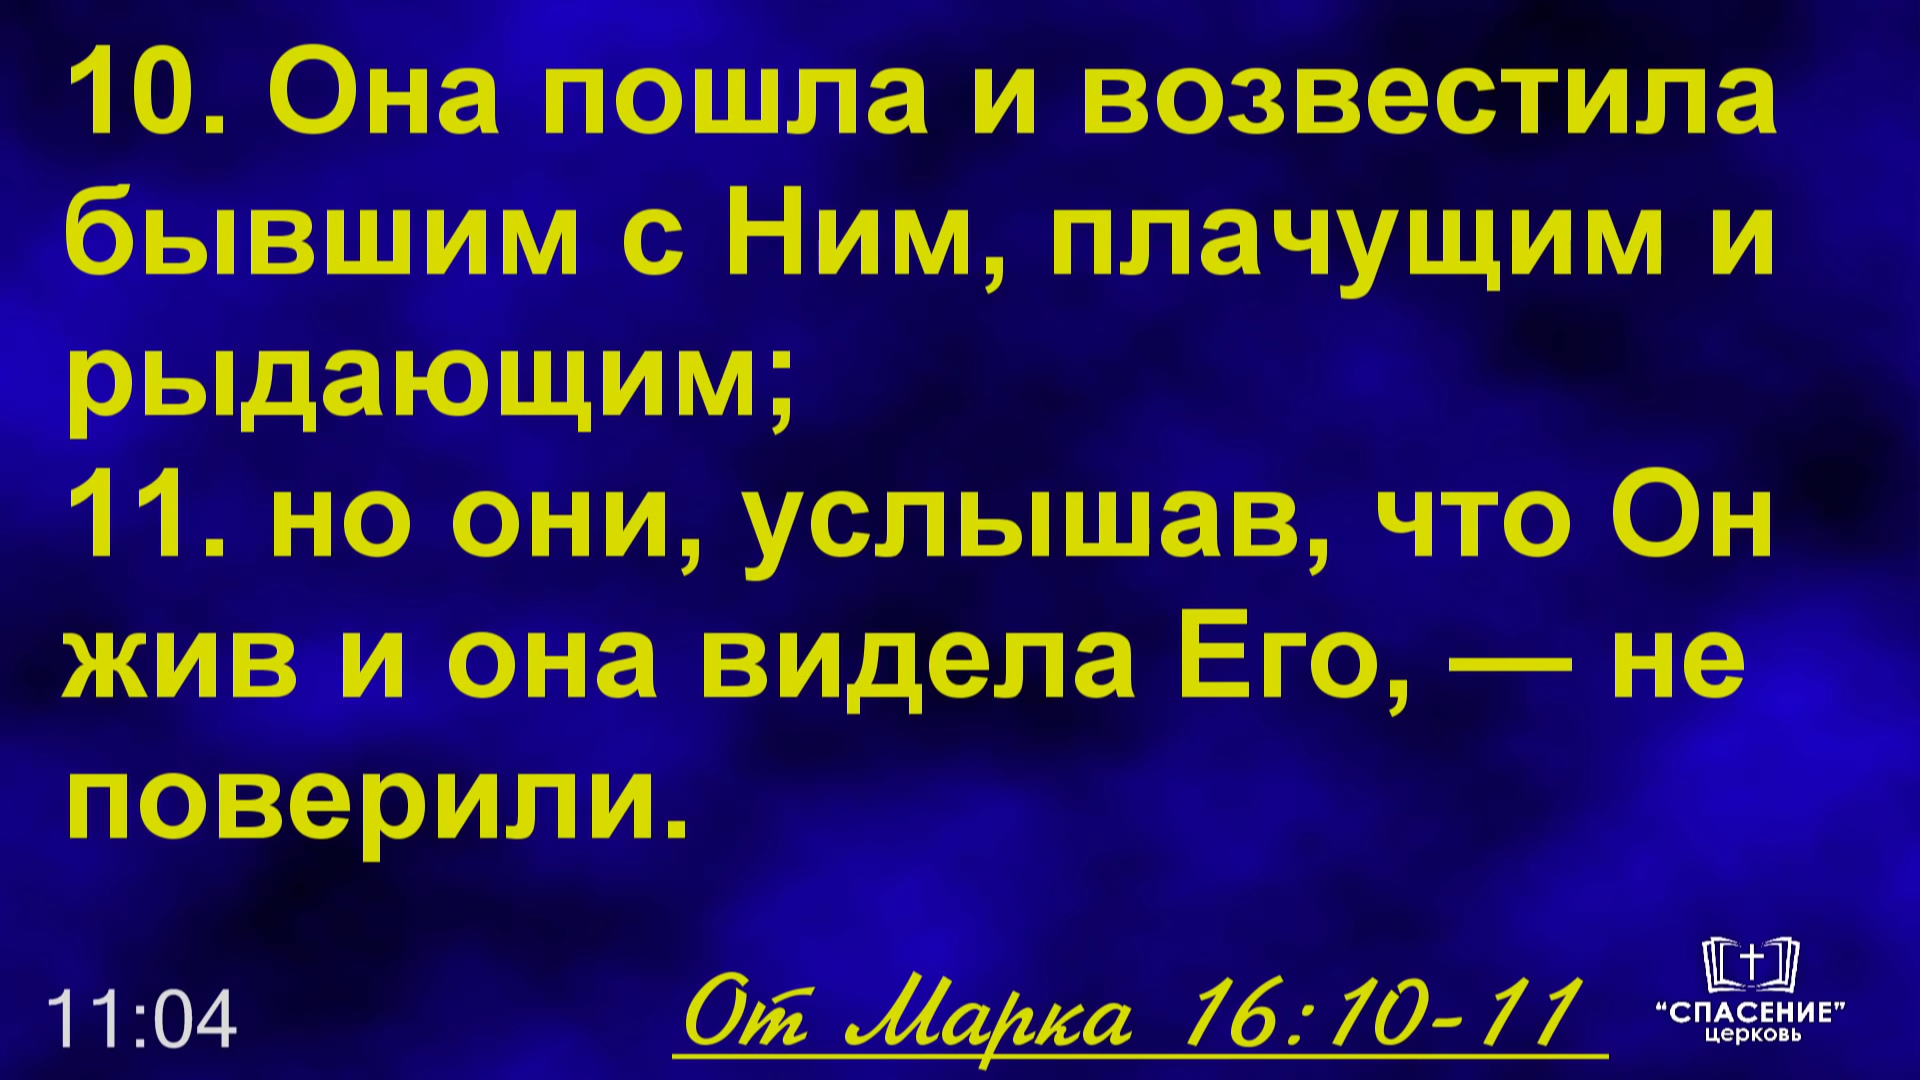 10. Она пошла и возвестила
бывшим с Ним, плачущим и
рыдающим;
11. но они, услышав, что Он
жив и она видела Его, — не
поверили.
11:04
От Марка 16:10-11
“СПАСЕНИЕ”
церковь